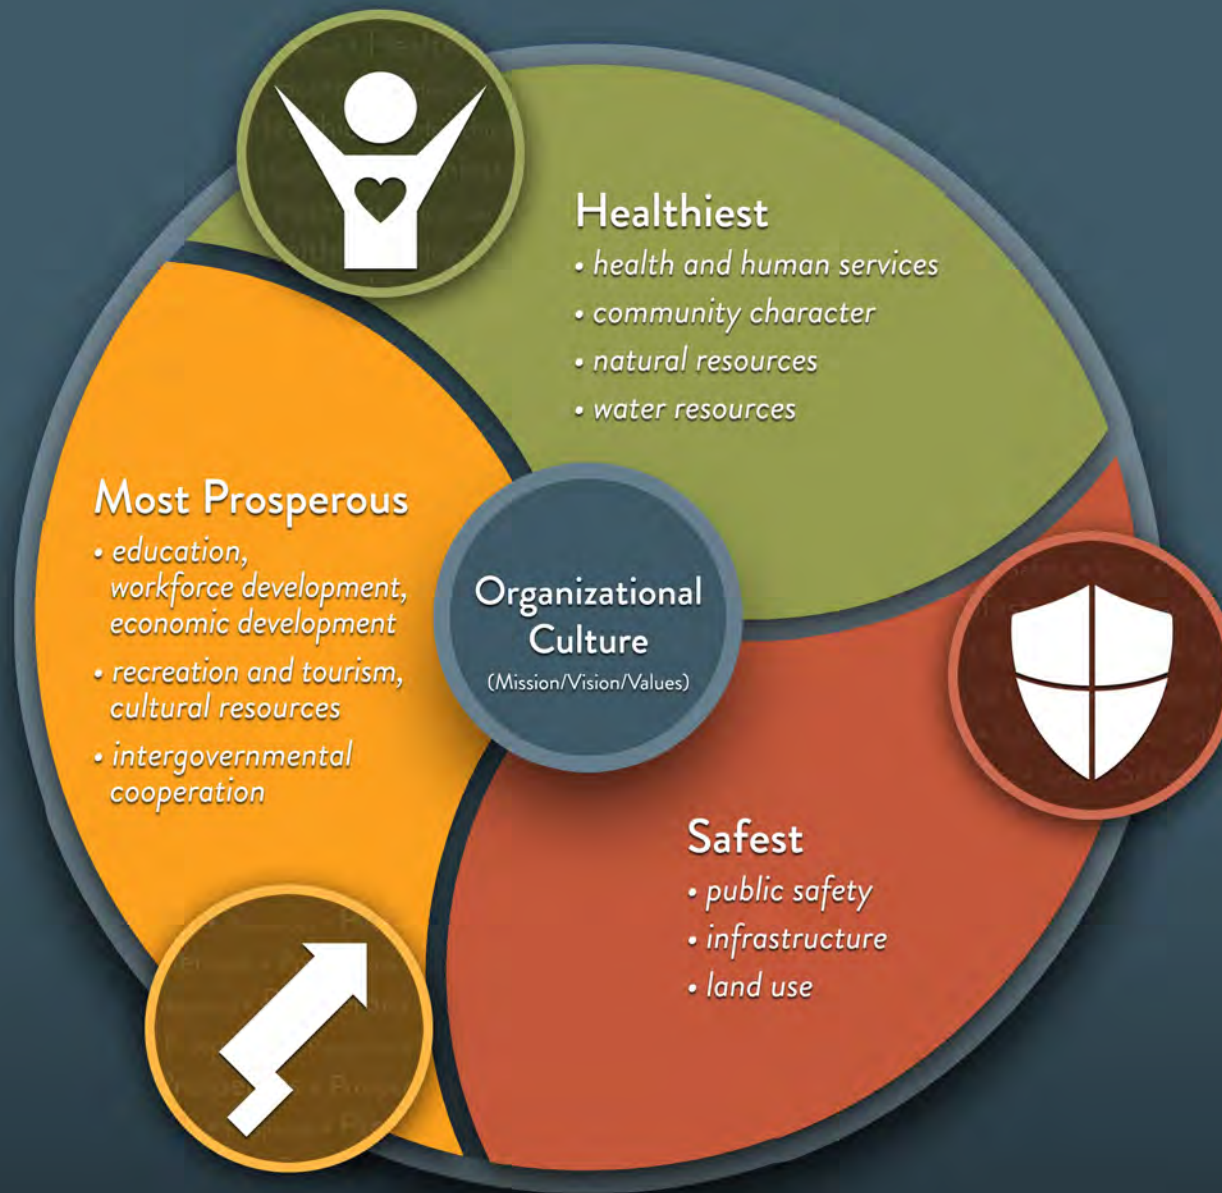 Healthiest
• health and human services
• community character
• natural resources
• water resources
Most Prosperous
• education,
workforce development,
economic development
• recreation and tourism,
cultural resources
• intergovernmental
cooperation
Organizational
Culture
(Mission/Vision/Values)
Safest
• public safety
• infrastructure
• land use